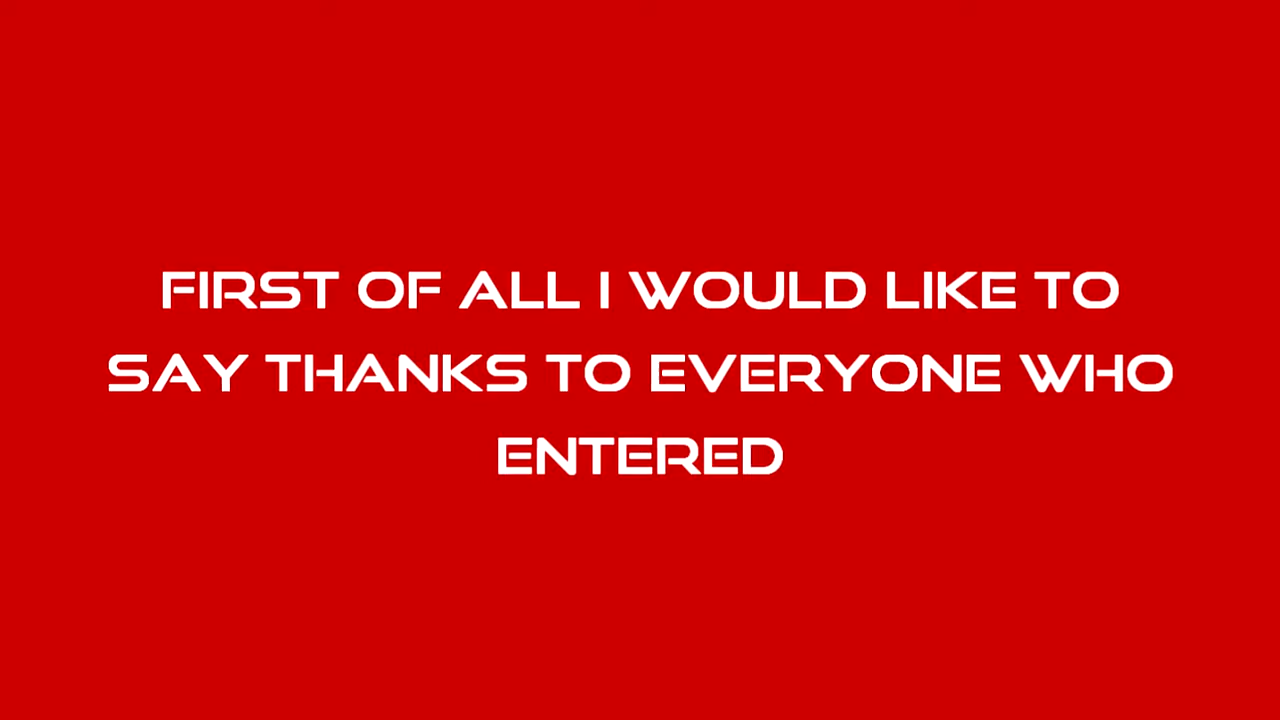 FIRST OF ALL I WOULD LIKE TO
SAY THANKS TO EVERYONE WHO
ENTERED